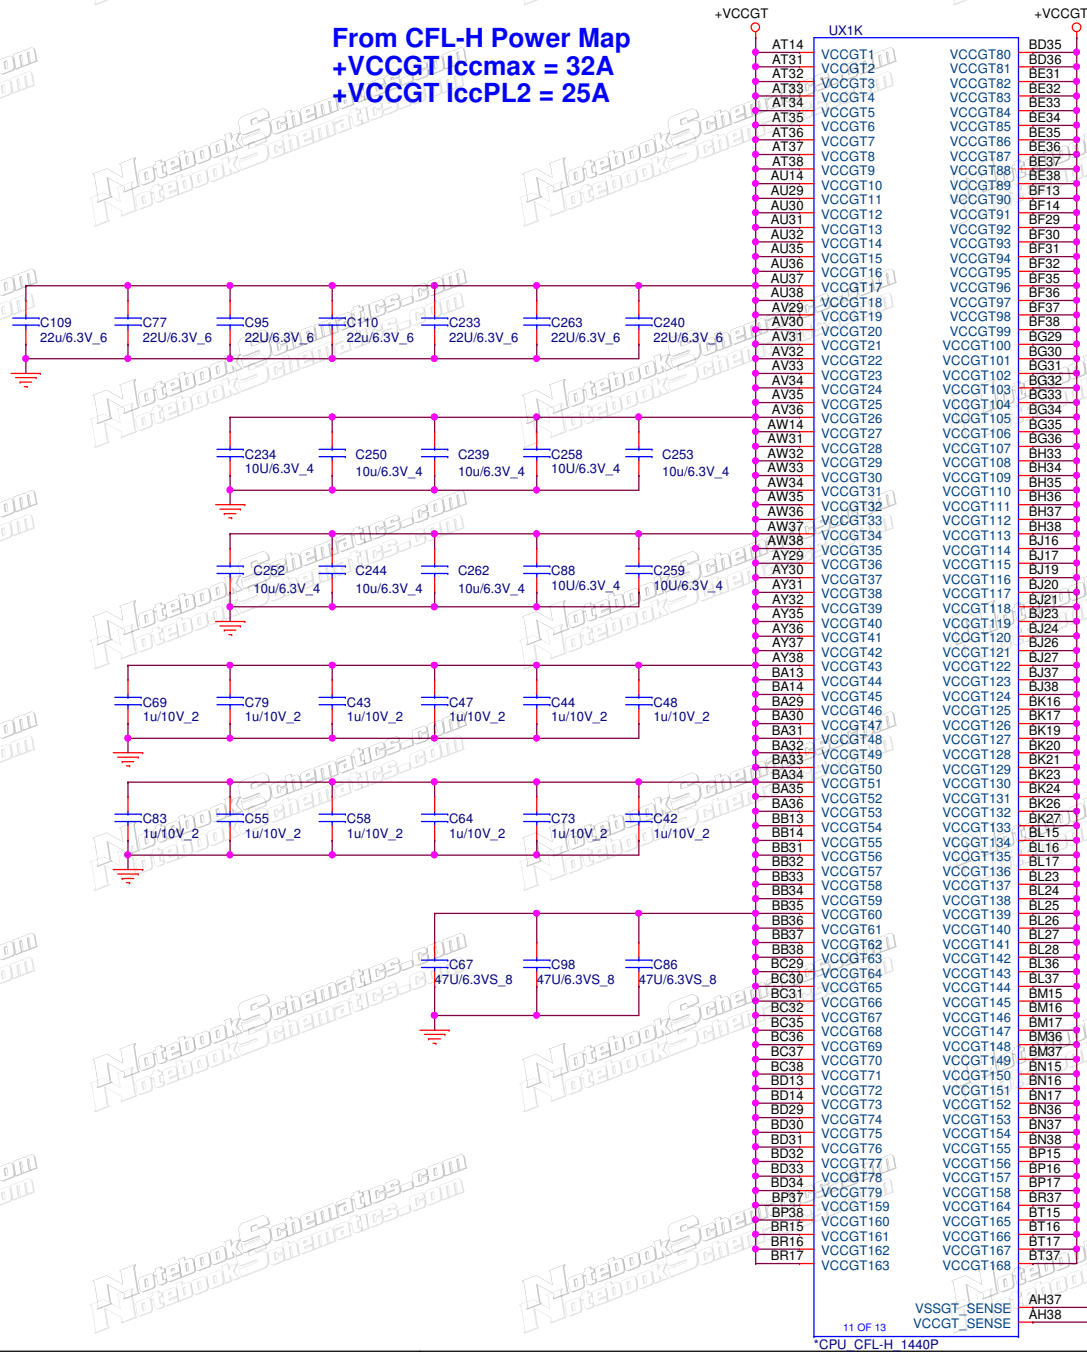 From CFL-H Power Map
+VCCGT Iccmax = 32A
+VCCGT IccPL2 = 25A
+VCCGT +VCCGT
UX1K
AT14 VCCGT1 VCCGT80 BD35
AT31 VCCGT2 VCCGT81 BD36
AT32 VCCGT3 VCCGT82 BE31
AT33 VCCGT4 VCCGT83 BE32
AT34 VCCGT5 VCCGT84 BE33
AT35 VCCGT6 VCCGT85 BE34
AT36 VCCGT7 VCCGT86 BE35
AT37 VCCGT8 VCCGT87 BE36
AT38 VCCGT9 VCCGT88 BE37
AU14 VCCGT10 VCCGT89 BE38
AU29 VCCGT11 VCCGT90 BF13
AU30 VCCGT12 VCCGT91 BF14
AU31 VCCGT13 VCCGT92 BF29
AU32 VCCGT14 VCCGT93 BF30
AU35 VCCGT15 VCCGT94 BF31
AU36 VCCGT16 VCCGT95 BF32
AU37 VCCGT17 VCCGT96 BF35
AU38 VCCGT18 VCCGT97 BF36
AV29 VCCGT19 VCCGT98 BF37
AV30 VCCGT20 VCCGT99 BF38
AV31 VCCGT21 VCCGT100 BG29
AV32 VCCGT22 VCCGT101 BG30
AV33 VCCGT23 VCCGT102 BG31
AV34 VCCGT24 VCCGT103 BG32
AV35 VCCGT25 VCCGT104 BG33
AV36 VCCGT26 VCCGT105 BG34
AW14 VCCGT27 VCCGT106 BG35
AW31 VCCGT28 VCCGT107 BG36
AW32 VCCGT29 VCCGT108 BH33
AW33 VCCGT30 VCCGT109 BH34
AW34 VCCGT31 VCCGT110 BH35
AW35 VCCGT32 VCCGT111 BH36
AW36 VCCGT33 VCCGT112 BH37
AW37 VCCGT34 VCCGT113 BH38
AW38 VCCGT35 VCCGT114 BJ16
AY29 VCCGT36 VCCGT115 BJ17
AY30 VCCGT37 VCCGT116 BJ19
AY31 VCCGT38 VCCGT117 BJ20
AY32 VCCGT39 VCCGT118 BJ21
AY35 VCCGT40 VCCGT119 BJ23
AY36 VCCGT41 VCCGT120 BJ24
AY37 VCCGT42 VCCGT121 BJ26
AY38 VCCGT43 VCCGT122 BJ27
BA13 VCCGT44 VCCGT123 BJ37
BA14 VCCGT45 VCCGT124 BJ38
BA29 VCCGT46 VCCGT125 BK16
BA30 VCCGT47 VCCGT126 BK17
BA31 VCCGT48 VCCGT127 BK19
BA32 VCCGT49 VCCGT128 BK20
BA33 VCCGT50 VCCGT129 BK21
BA34 VCCGT51 VCCGT130 BK23
BA35 VCCGT52 VCCGT131 BK24
BA36 VCCGT53 VCCGT132 BK26
BB13 VCCGT54 VCCGT133 BK27
BB14 VCCGT55 VCCGT134 BL15
BB31 VCCGT56 VCCGT135 BL16
BB32 VCCGT57 VCCGT136 BL17
BB33 VCCGT58 VCCGT137 BL23
BB34 VCCGT59 VCCGT138 BL24
BB35 VCCGT60 VCCGT139 BL25
BB36 VCCGT61 VCCGT140 BL26
BB37 VCCGT62 VCCGT141 BL27
BB38 VCCGT63 VCCGT142 BL28
BC29 VCCGT64 VCCGT143 BL36
BC30 VCCGT65 VCCGT144 BL37
BC31 VCCGT66 VCCGT145 BM15
BC32 VCCGT67 VCCGT146 BM16
BC35 VCCGT68 VCCGT147 BM17
BC36 VCCGT69 VCCGT148 BM36
BC37 VCCGT70 VCCGT149 BM37
BC38 VCCGT71 VCCGT150 BN15
BD13 VCCGT72 VCCGT151 BN16
BD14 VCCGT73 VCCGT152 BN17
BD29 VCCGT74 VCCGT153 BN36
BD30 VCCGT75 VCCGT154 BN37
BD31 VCCGT76 VCCGT155 BN38
BD32 VCCGT77 VCCGT156 BP15
BD33 VCCGT78 VCCGT157 BP16
BD34 VCCGT79 VCCGT158 BP17
BP37 VCCGT159 VCCGT164 BR37
BP38 VCCGT160 VCCGT165 BT15
BR15 VCCGT161 VCCGT166 BT16
BR16 VCCGT162 VCCGT167 BT17
BR17 VCCGT163 VCCGT168 BT37
VSSGT_SENSE AH37
VCCGT_SENSE AH38
11 OF 13
*CPU_CFL-H_1440P
C109 C77 C95 C110 C233 C263 C240
22u/6.3V_6 22U/6.3V_6 22U/6.3V_6 22u/6.3V_6 22U/6.3V_6 22U/6.3V_6 22U/6.3V_6
C234 C250 C239 C258 C253
10U/6.3V_4 10u/6.3V_4 10u/6.3V_4 10u/6.3V_4 10u/6.3V_4
C252 C244 C262 C88 C259
10u/6.3V_4 10u/6.3V_4 10u/6.3V_4 10U/6.3V_4 10U/6.3V_4
C69 C79 C43 C47 C44 C48
1u/10V_2 1u/10V_2 1u/10V_2 1u/10V_2 1u/10V_2 1u/10V_2
C83 C55 C58 C64 C73 C42
1u/10V_2 1u/10V_2 1u/10V_2 1u/10V_2 1u/10V_2 1u/10V_2
C67 C98 C86
47U/6.3VS_8 47U/6.3VS_8 47U/6.3VS_8
NotebookSchematics.com
NotebookSchematics.com